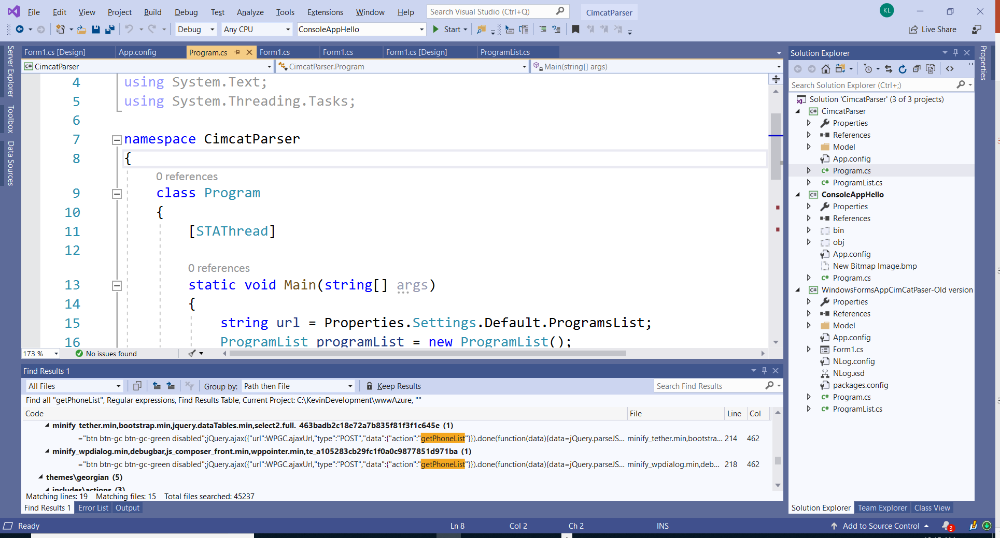 File Edit View Project Build Debug Test Analyze Tools Extensions Window Help Search Visual Studio (Ctrl+Q) CimcatParser KL
Debug Any CPU ConsoleAppHello Start Live Share
Server Explorer
Toolbox
Data Sources
Form1.cs [Design] App.config Program.cs Form1.cs Form1.cs Form1.cs [Design] ProgramList.cs
CimcatParser CimcatParser.Program Main(string[] args)
4 using System.Text;
5 using System.Threading.Tasks;
6
7 namespace CimcatParser
8 {
0 references
9 class Program
10 {
11 [STAThread]
12
0 references
13 static void Main(string[] args)
14 {
15 string url = Properties.Settings.Default.ProgramsList;
16 ProgramList programList = new ProgramList();
173 % No issues found
Find Results 1
All Files Group by: Path then File Keep Results Search Find Results
Find all "getPhoneList", Regular expressions, Find Results Table, Current Project: C:\KevinDevelopment\wwwAzure, ""
Code File Line Col
minify_tether.min,bootstrap.min,jquery.dataTables.min,select2.full._463badb2c18e72a7b835f81f3f1c645e (1)
="btn btn-gc btn-gc-green disabled";jQuery.ajax({"url":WPGC.ajaxUrl,"type":"POST","data":{"action":"getPhoneList"}}).done(function(data){data=jQuery.parseJS... minify_tether.min,bootstra... 214 462
minify_wpdialog.min,debugbar,js_composer_front.min,wppointer.min,te_a105283cb29fc1f0a0c9877851d971ba (1)
="btn btn-gc btn-gc-green disabled";jQuery.ajax({"url":WPGC.ajaxUrl,"type":"POST","data":{"action":"getPhoneList"}}).done(function(data){data=jQuery.parseJS... minify_wpdialog.min,deb... 218 462
themes\georgian (5)
includes\actions (3)
Matching lines: 19 Matching files: 15 Total files searched: 45237
Find Results 1 Error List Output
Solution Explorer
Search Solution Explorer (Ctrl+;)
Solution 'CimcatParser' (3 of 3 projects)
CimcatParser
Properties
References
Model
App.config
Program.cs
ProgramList.cs
ConsoleAppHello
Properties
References
bin
obj
App.config
New Bitmap Image.bmp
Program.cs
WindowsFormsAppCimCatPaser-Old version
Properties
References
Model
App.config
Form1.cs
NLog.config
NLog.xsd
packages.config
Program.cs
ProgramList.cs
Solution Explorer Team Explorer Class View
Properties
Ready Ln 8 Col 2 Ch 2 INS Add to Source Control 3